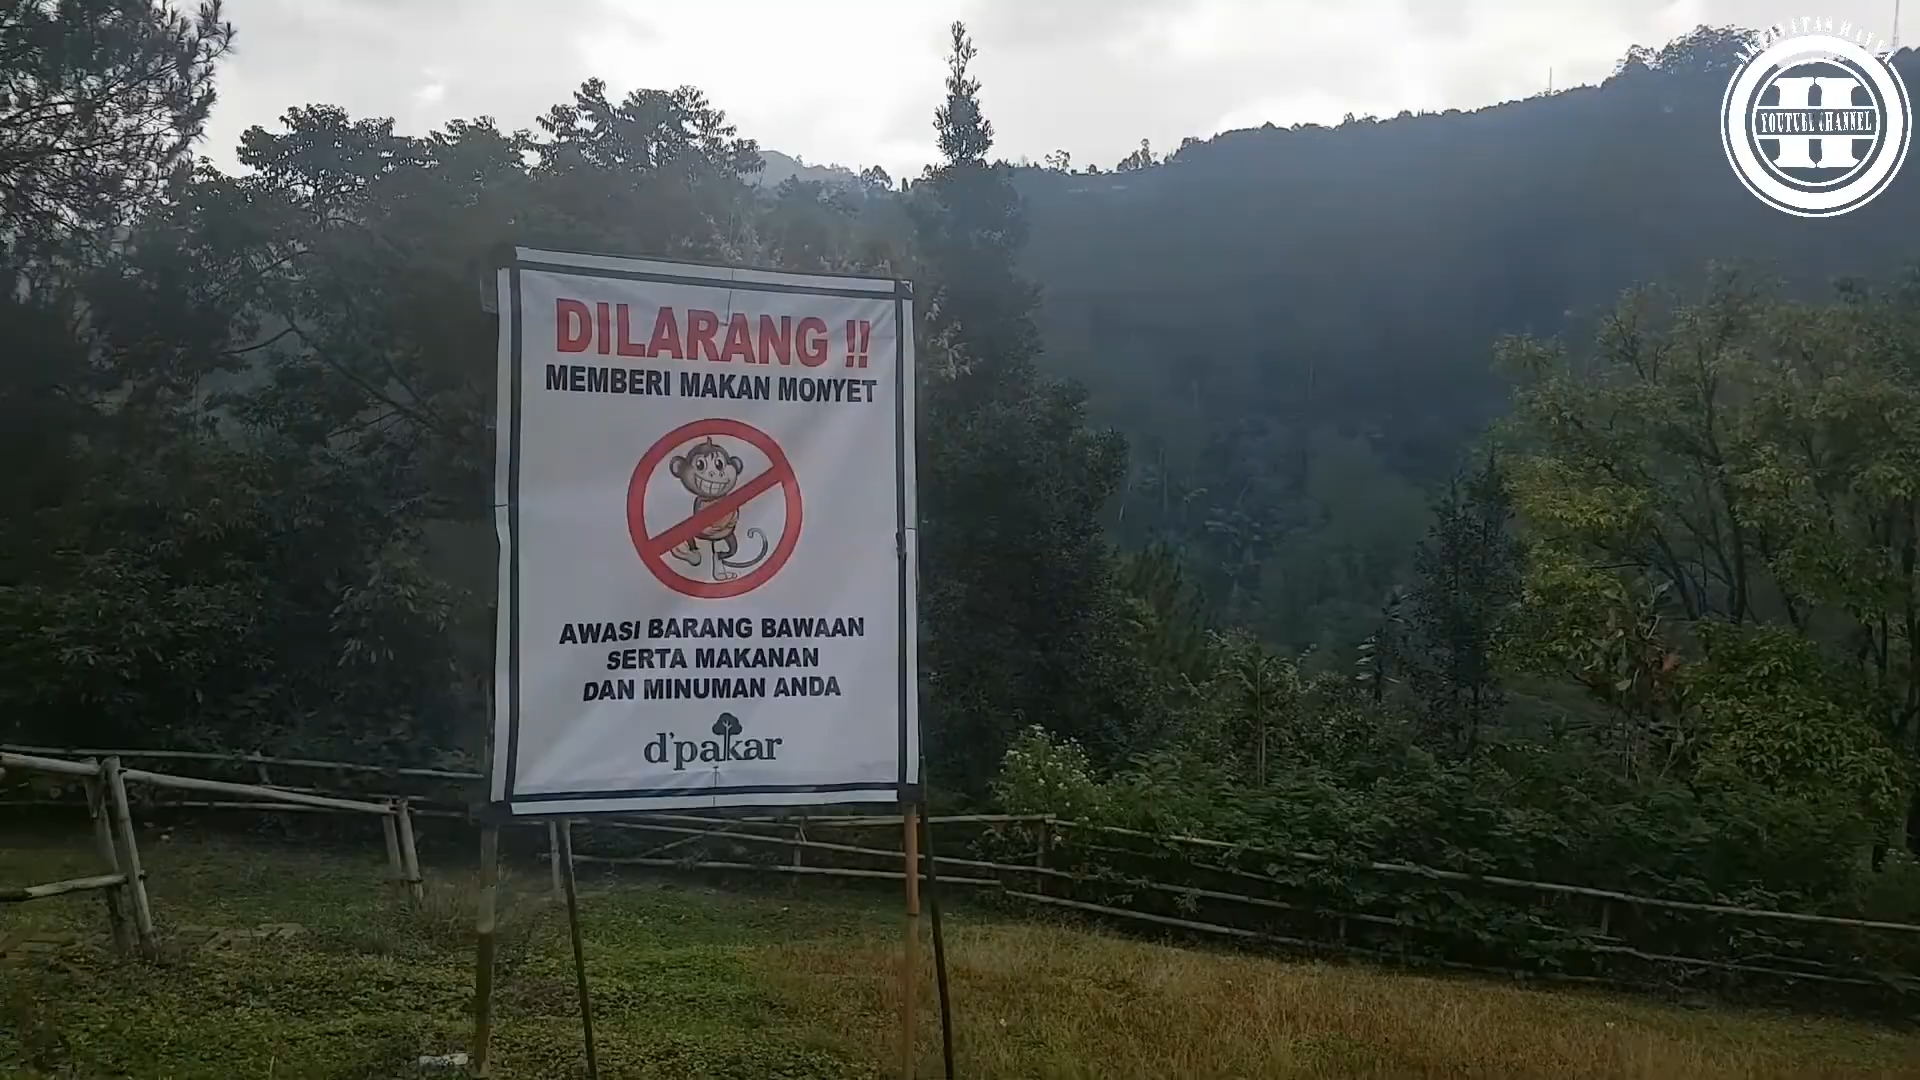 DILARANG !!
MEMBERI MAKAN MONYET
AWASI BARANG BAWAAN
SERTA MAKANAN
DAN MINUMAN ANDA
d'pakar
H
YOUTUBE CHANNEL